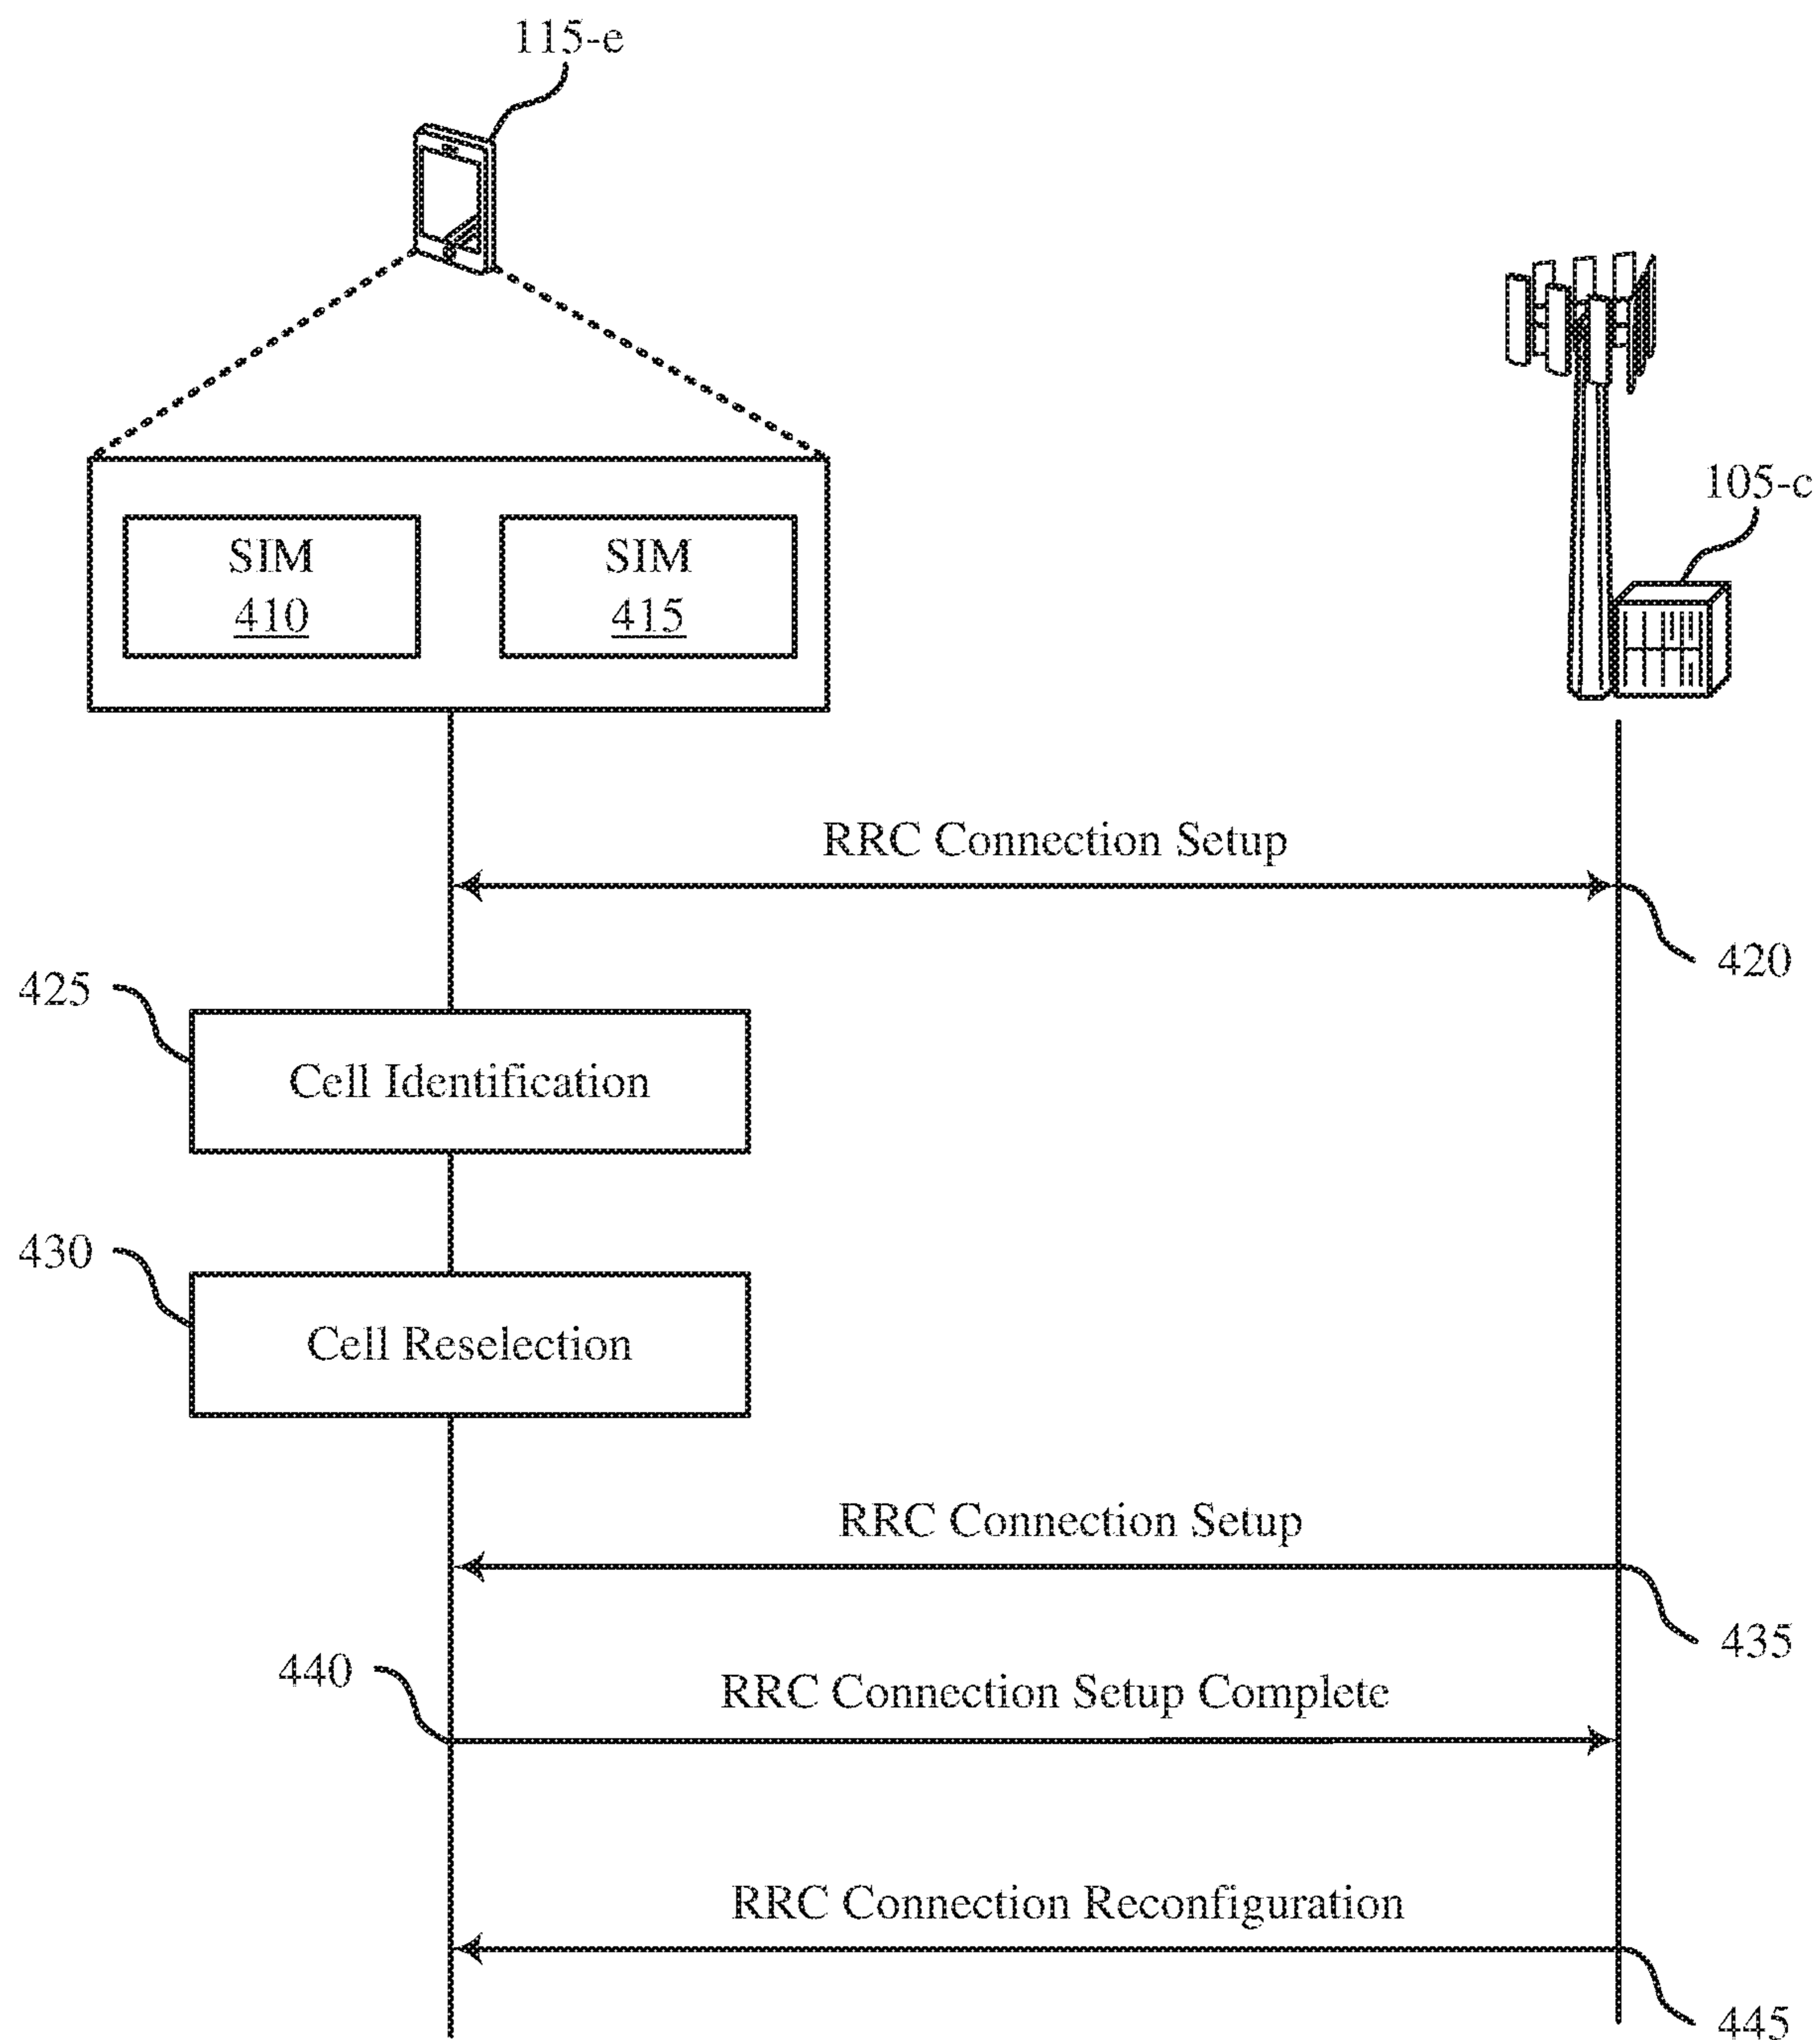 115-e
105-c
SIM
410
SIM
415
RRC Connection Setup
420
425
Cell Identification
430
Cell Reselection
RRC Connection Setup
435
440
RRC Connection Setup Complete
RRC Connection Reconfiguration
445